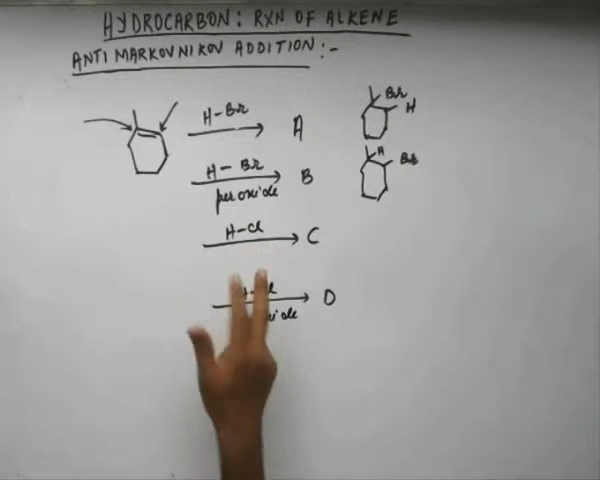 HYDROCARBON: RXN OF ALKENE
ANTI MARKOVNIKOV ADDITION :-
H-Br A Br H
H-Br peroxide B H Br
H-Cl C
D